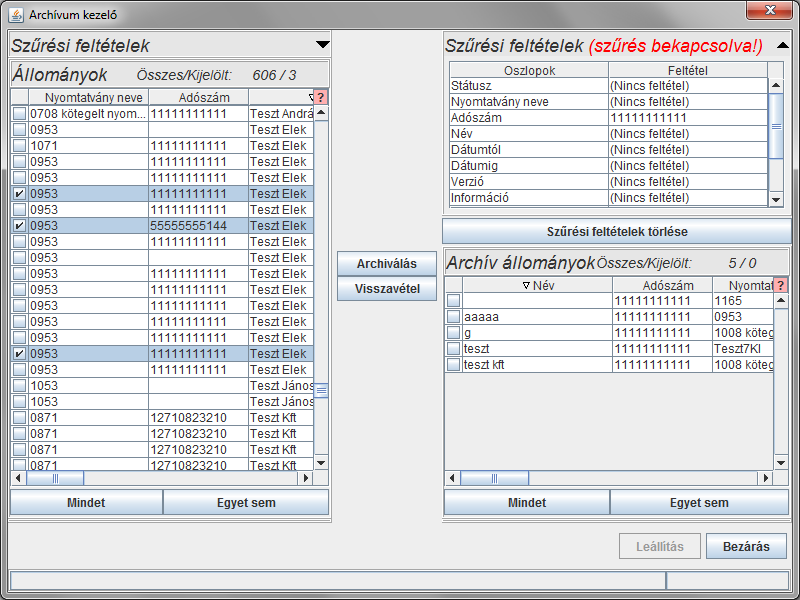 Archívum kezelő
Szűrési feltételek
Állományok Összes/Kijelölt: 606 / 3
Nyomtatvány neve Adószám ?
0708 kötegelt nyom... 11111111111 Teszt Andrá
0953 Teszt Elek
1071 11111111111 Teszt Elek
0953 11111111111 Teszt Elek
0953 11111111111 Teszt Elek
0953 11111111111 Teszt Elek
0953 11111111111 Teszt Elek
0953 55555555144 Teszt Elek
0953 11111111111 Teszt Elek
0953 Teszt Elek
0953 11111111111 Teszt Elek
0953 11111111111 Teszt Elek
0953 11111111111 Teszt Elek
0953 11111111111 Teszt Elek
0953 11111111111 Teszt Elek
0953 11111111111 Teszt Elek
0953 11111111111 Teszt Elek
1053 Teszt János
1053 Teszt János
0871 12710823210 Teszt Kft
0871 12710823210 Teszt Kft
0871 12710823210 Teszt Kft
0871 12710823210 Teszt Kft
Mindet Egyet sem
Archiválás
Visszavétel
Szűrési feltételek (szűrés bekapcsolva!)
Oszlopok Feltétel
Státusz (Nincs feltétel)
Nyomtatvány neve (Nincs feltétel)
Adószám 11111111111
Név (Nincs feltétel)
Dátumtól (Nincs feltétel)
Dátumig (Nincs feltétel)
Verzió (Nincs feltétel)
Információ (Nincs feltétel)
Szűrési feltételek törlése
Archív állományok Összes/Kijelölt: 5 / 0
Név Adószám Nyomtat ?
11111111111 1165
aaaaa 11111111111 0953
g 11111111111 1008 köteg
teszt 11111111111 Teszt7Kl
teszt kft 11111111111 1008 köteg
Mindet Egyet sem
Leállítás Bezárás